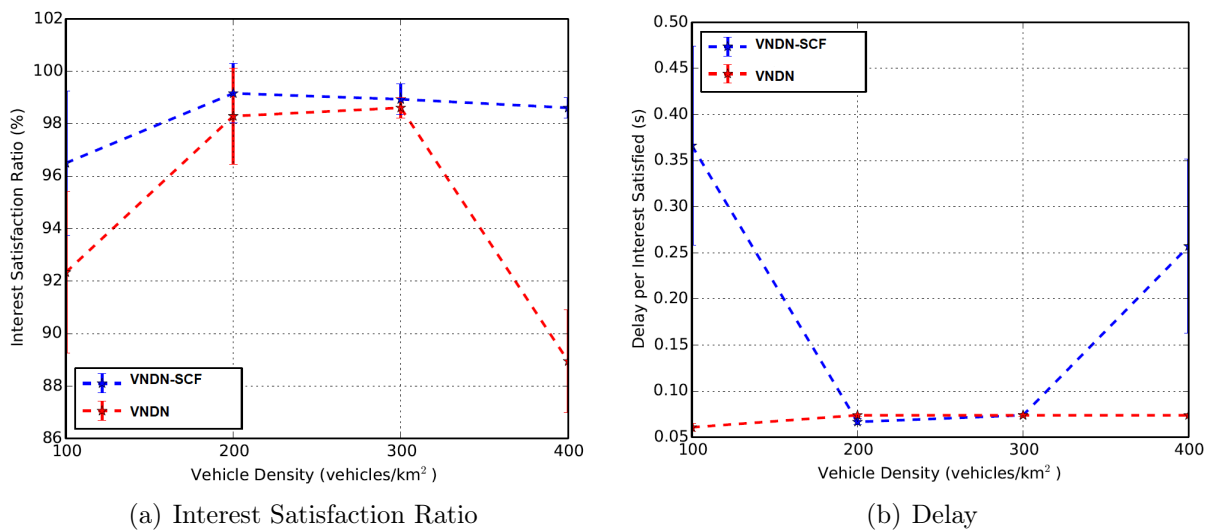 102
100
98
96
94
92
90
88
86
Interest Satisfaction Ratio (%)
VNDN-SCF
VNDN
100 200 300 400
Vehicle Density (vehicles/km²)
(a) Interest Satisfaction Ratio
0.50
0.45
0.40
0.35
0.30
0.25
0.20
0.15
0.10
0.05
Delay per Interest Satisfied (s)
VNDN-SCF
VNDN
100 200 300 400
Vehicle Density (vehicles/km²)
(b) Delay